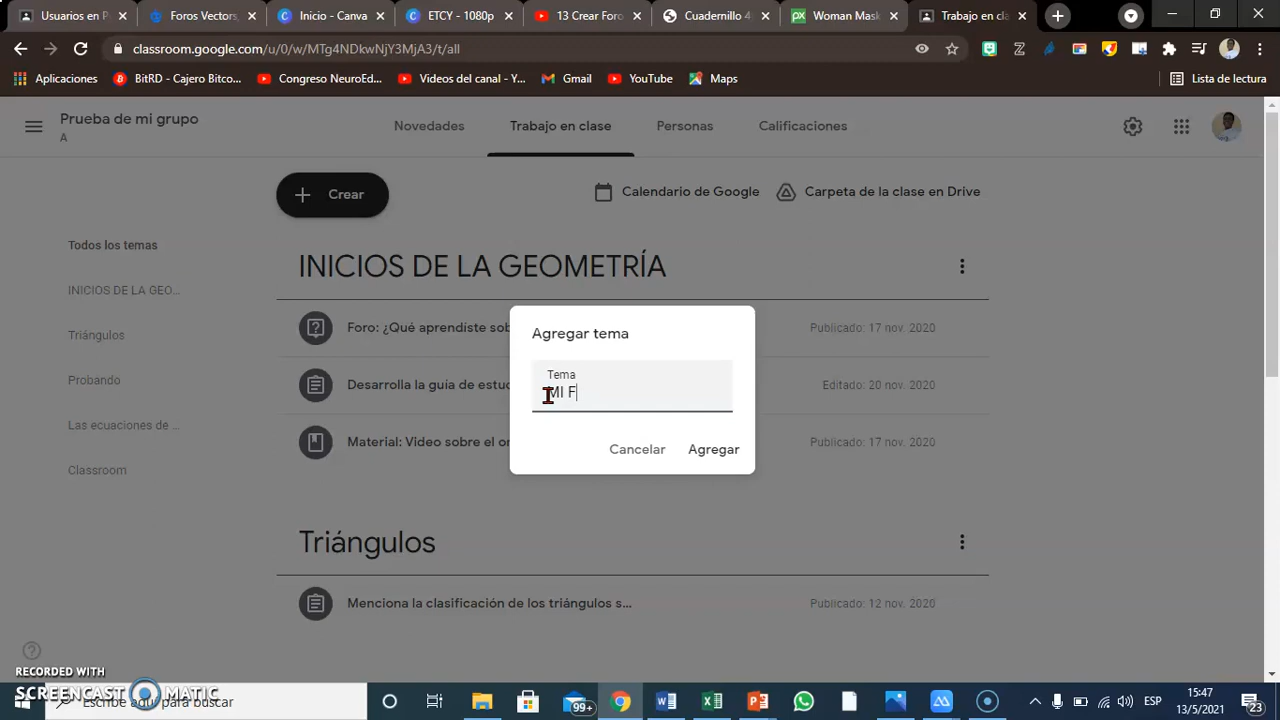 Usuarios en P
Foros Vectors,
Inicio - Canva
ETCY - 1080p
13 Crear Foro
Cuadernillo 4
Woman Mask
Trabajo en cla
classroom.google.com/u/0/w/MTg4NDkwNjY3MjA3/t/all
Aplicaciones
BitRD - Cajero Bitco...
Congreso NeuroEd...
Videos del canal - Y...
Gmail
YouTube
Maps
Lista de lectura
Prueba de mi grupo
A
Novedades
Trabajo en clase
Personas
Calificaciones
Crear
Calendario de Google
Carpeta de la clase en Drive
Todos los temas
INICIOS DE LA GEO...
Triángulos
Probando
Las ecuaciones de ...
Classroom
INICIOS DE LA GEOMETRÍA
Foro: ¿Qué aprendiste sob
Publicado: 17 nov. 2020
Desarrolla la guía de estuc
Editado: 20 nov. 2020
Material: Video sobre el or
Publicado: 17 nov. 2020
Agregar tema
Tema
MI F
Cancelar
Agregar
Triángulos
Menciona la clasificación de los triángulos s...
Publicado: 12 nov. 2020
RECORDED WITH
SCREENCAST MATIC
Escribe aquí para buscar
99+
ESP
15:47
13/5/2021
23